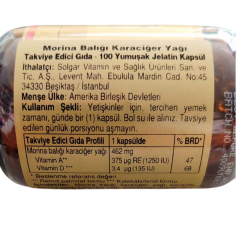 Morina Balığı Karaciğer Yağı
Takviye Edici Gıda - 100 Yumuşak Jelatin Kapsül
İthalatçı: Solgar Vitamin ve Sağlık Ürünleri San. ve
Tic. A.Ş., Levent Mah. Ebulula Mardin Cad. No:45
34330 Beşiktaş / İstanbul
Menşe Ülke: Amerika Birleşik Devletleri
Kullanım Şekli: Yetişkinler için, tercihen yemek
zamanı, günde bir (1) kapsül. Bol su ile alınız. Tavsiye
edilen günlük porsiyonu aşmayın.
Takviye Edici Gıda Profili 1 kapsülde % BRD*
Morina balığı karaciğer yağı 462 mg
Vitamin A** 375 µg RE (1250 IU) 47
Vitamin D*** 3,4 µg (135 IU) 68
BATCH NO